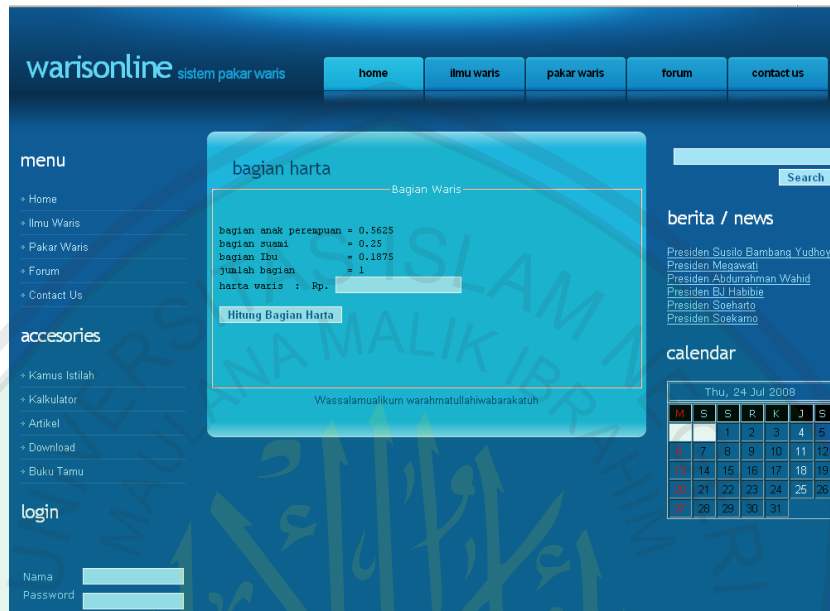 warisonline sistem pakar waris
home ilmu waris pakar waris forum contact us
menu
Home
Ilmu Waris
Pakar Waris
Forum
Contact Us
accesories
Kamus Istilah
Kalkulator
Artikel
Download
Buku Tamu
login
Nama
Password
bagian harta
Bagian Waris
bagian anak perempuan = 0.5625
bagian suami = 0.25
bagian Ibu = 0.1875
jumlah bagian = 1
harta waris : Rp.
Hitung Bagian Harta
Wassalamualikum warahmatullahiwabarakatuh
Search
berita / news
Presiden Susilo Bambang Yudhoy
Presiden Megawati
Presiden Abdurrahman Wahid
Presiden BJ Habibie
Presiden Soeharto
Presiden Soekarno
calendar
Thu, 24 Jul 2008
M S S R K J S
1 2 3 4 5
6 7 8 9 10 11 12
13 14 15 16 17 18 19
20 21 22 23 24 25 26
27 28 29 30 31